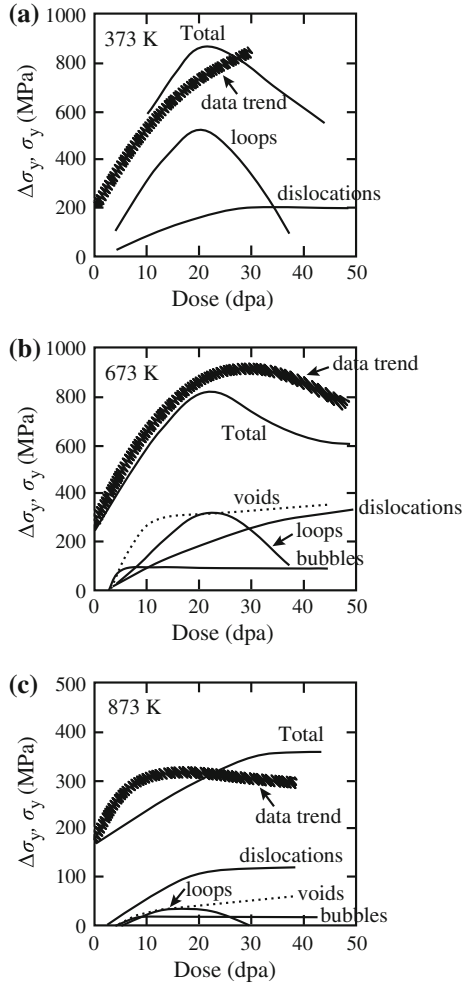 (a)
373 K
Total
data trend
loops
dislocations
1000
800
600
400
200
0
Δσy, σy (MPa)
0 10 20 30 40 50
Dose (dpa)
(b)
673 K
data trend
Total
voids
dislocations
loops
bubbles
1000
800
600
400
200
0
Δσy, σy (MPa)
0 10 20 30 40 50
Dose (dpa)
(c)
873 K
Total
data trend
dislocations
loops
voids
bubbles
500
400
300
200
100
0
Δσy, σy (MPa)
0 10 20 30 40 50
Dose (dpa)